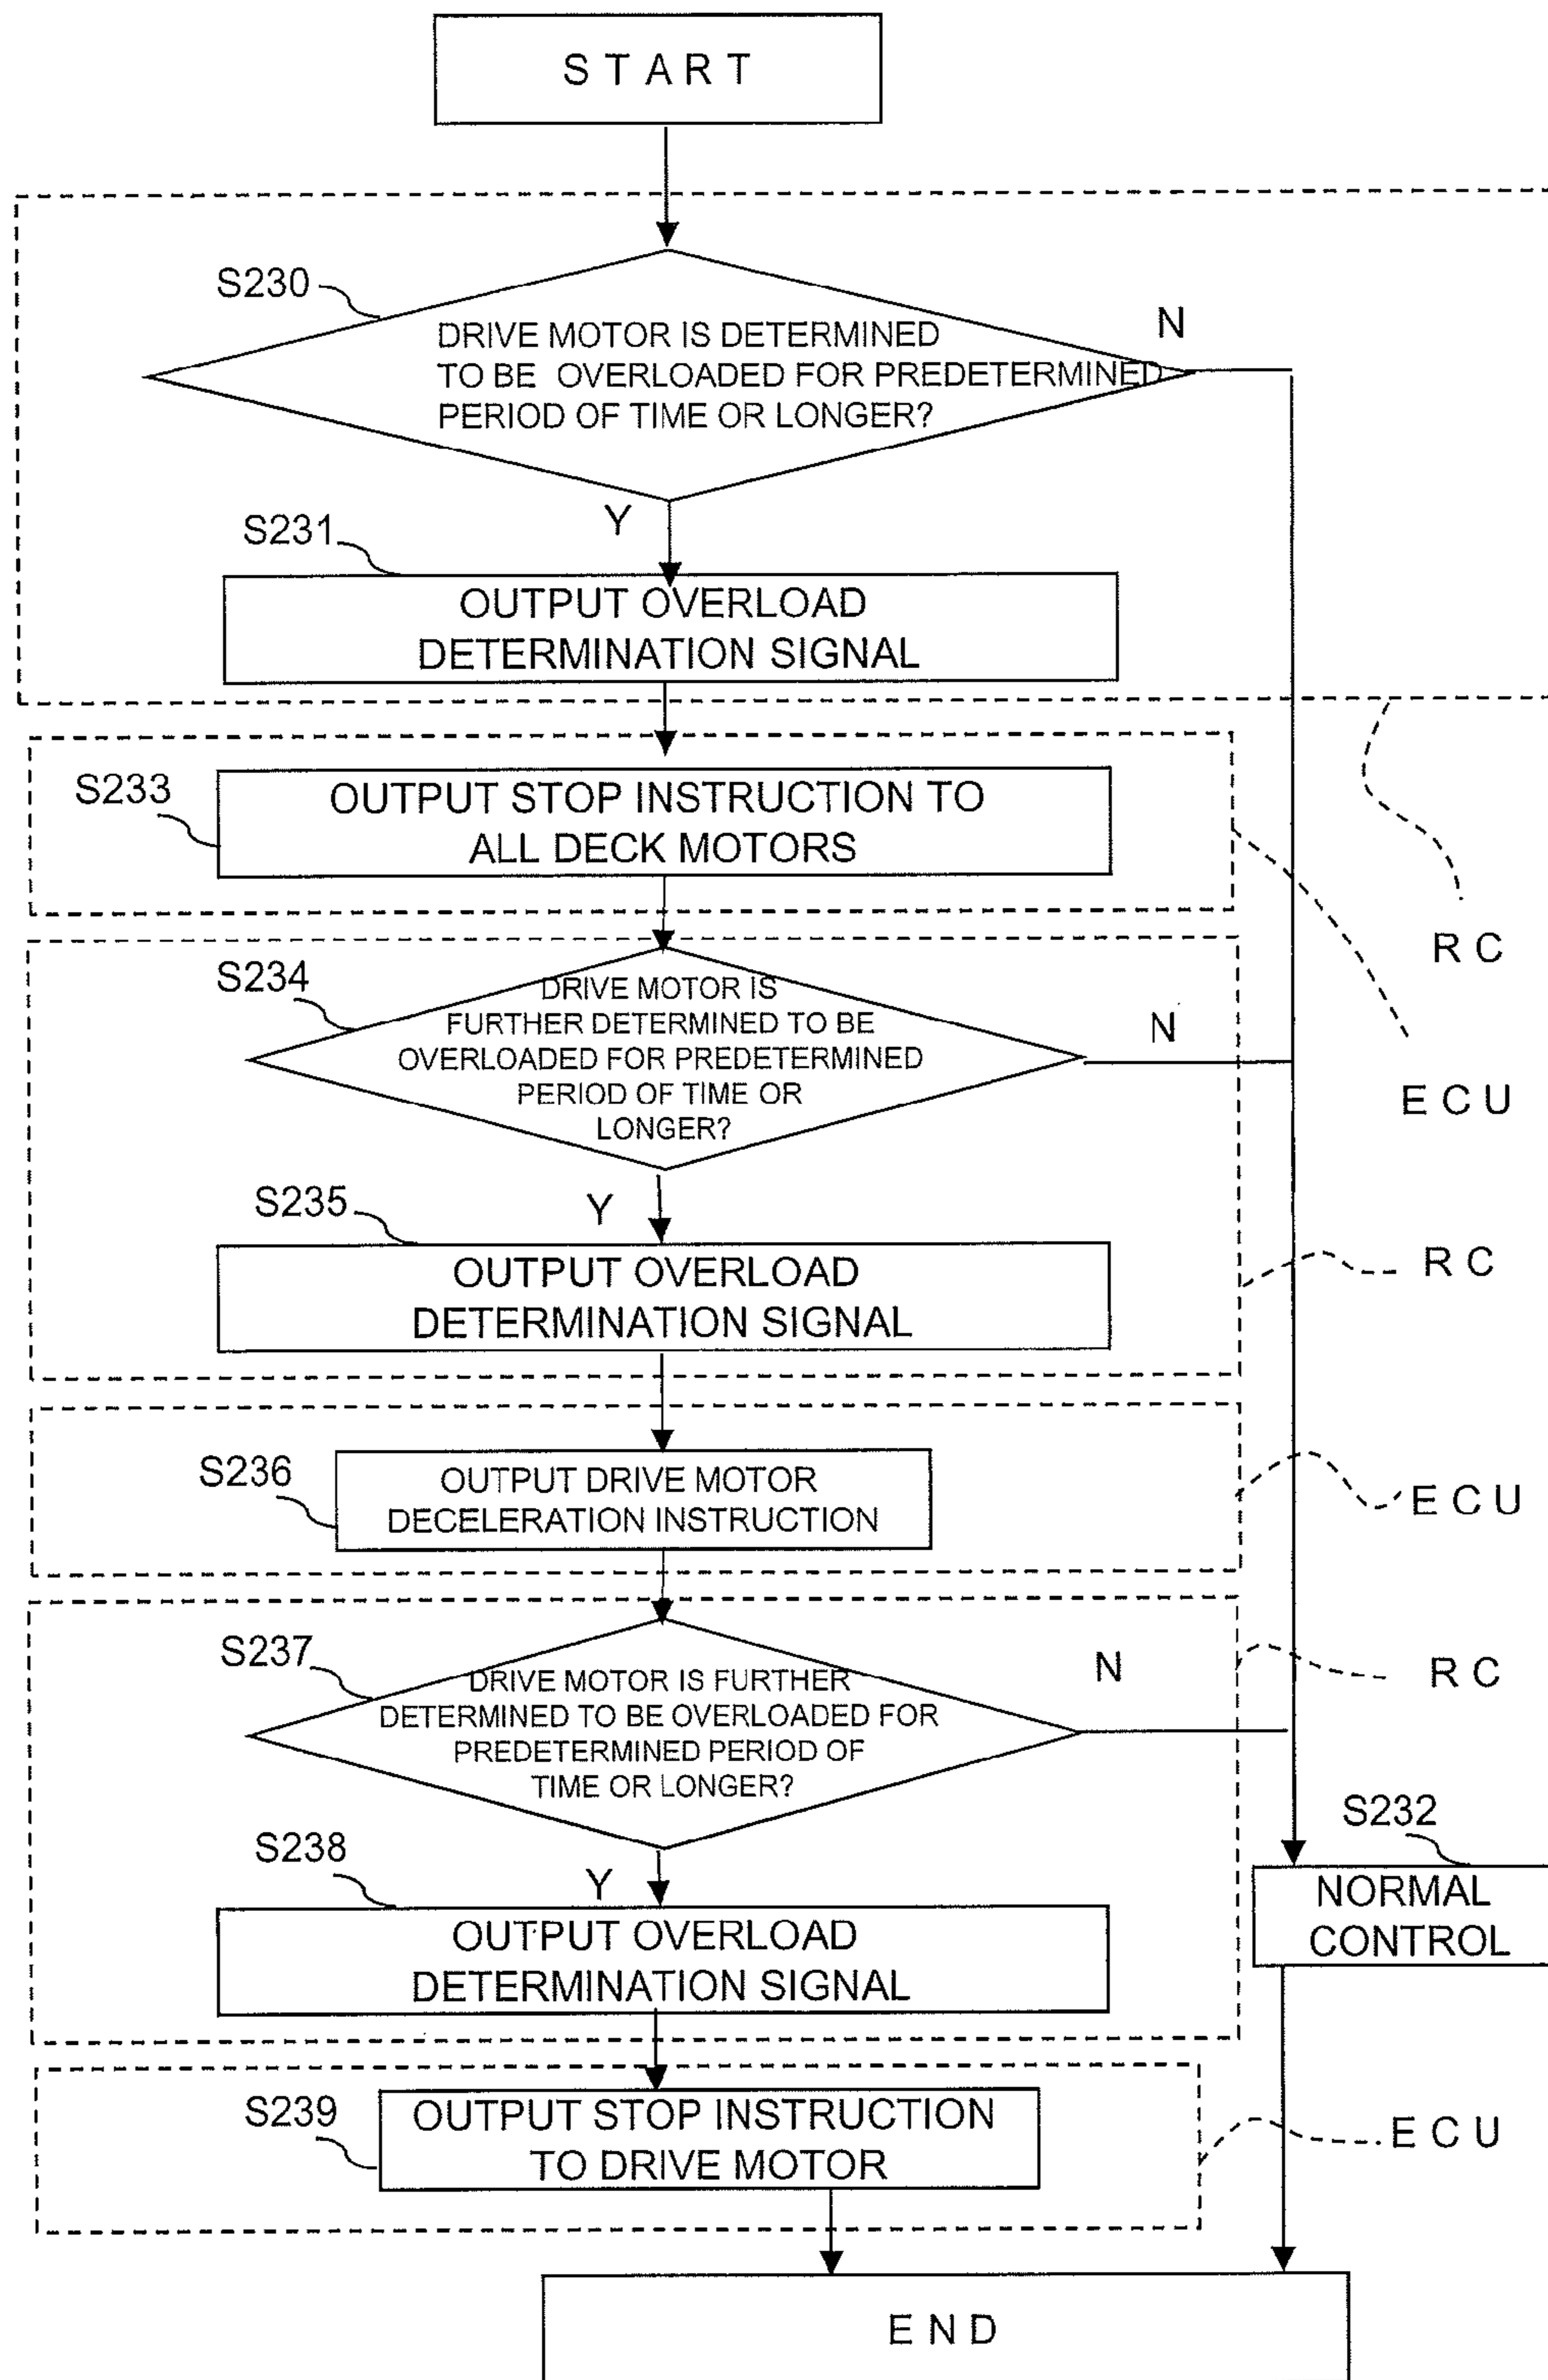 START
S230
DRIVE MOTOR IS DETERMINED
TO BE OVERLOADED FOR PREDETERMINED
PERIOD OF TIME OR LONGER?
N
Y
S231
OUTPUT OVERLOAD
DETERMINATION SIGNAL
S233
OUTPUT STOP INSTRUCTION TO
ALL DECK MOTORS
RC
ECU
S234
DRIVE MOTOR IS
FURTHER DETERMINED TO BE
OVERLOADED FOR PREDETERMINED
PERIOD OF TIME OR
LONGER?
N
Y
S235
OUTPUT OVERLOAD
DETERMINATION SIGNAL
RC
S236
OUTPUT DRIVE MOTOR
DECELERATION INSTRUCTION
ECU
S237
DRIVE MOTOR IS FURTHER
DETERMINED TO BE OVERLOADED FOR
PREDETERMINED PERIOD OF
TIME OR LONGER?
N
RC
Y
S238
OUTPUT OVERLOAD
DETERMINATION SIGNAL
S232
NORMAL
CONTROL
S239
OUTPUT STOP INSTRUCTION
TO DRIVE MOTOR
ECU
END